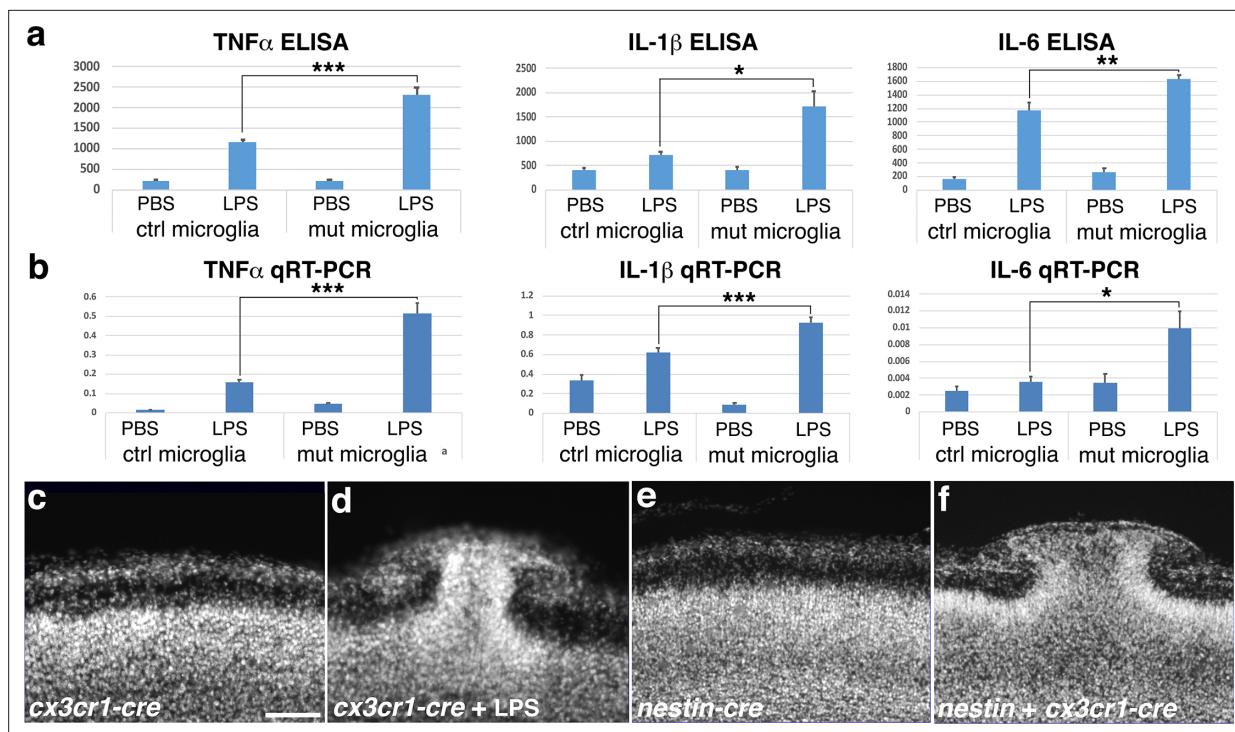 a
TNFα ELISA
IL-1β ELISA
IL-6 ELISA
3000
2500
2000
1500
1000
500
0
***
PBS LPS PBS LPS
ctrl microglia mut microglia
2500
2000
1500
1000
500
0
*
PBS LPS PBS LPS
ctrl microglia mut microglia
1800
1600
1400
1200
1000
800
600
400
200
0
**
PBS LPS PBS LPS
ctrl microglia mut microglia
b
TNFα qRT-PCR
IL-1β qRT-PCR
IL-6 qRT-PCR
0.6
0.5
0.4
0.3
0.2
0.1
0
***
PBS LPS PBS LPS
ctrl microglia mut microglia a
1.2
1
0.8
0.6
0.4
0.2
0
***
PBS LPS PBS LPS
ctrl microglia mut microglia
0.014
0.012
0.01
0.008
0.006
0.004
0.002
0
*
PBS LPS PBS LPS
ctrl microglia mut microglia
c
cx3cr1-cre
d
cx3cr1-cre + LPS
e
nestin-cre
f
nestin + cx3cr1-cre